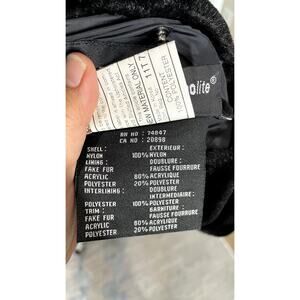 olite®
NEW MATERIAL ONLY
CONTENT
POLYESTER
RN NO : 74847
CA NO : 20898
SHELL : EXTERIEUR :
NYLON 100% NYLON
LINING : DOUBLURE :
FAKE FUR FAUSSE FOURRURE
ACRYLIC 80% ACRYLIQUE
POLYESTER 20% POLYESTER
INTERLINING : INTERMEDIAIRE :
POLYESTER 100% POLYESTER
TRIM : GARNITURE :
FAKE FUR FAUSSE FOURRURE
ACRYLIC 80% ACRYLIQUE
POLYESTER 20% POLYESTER